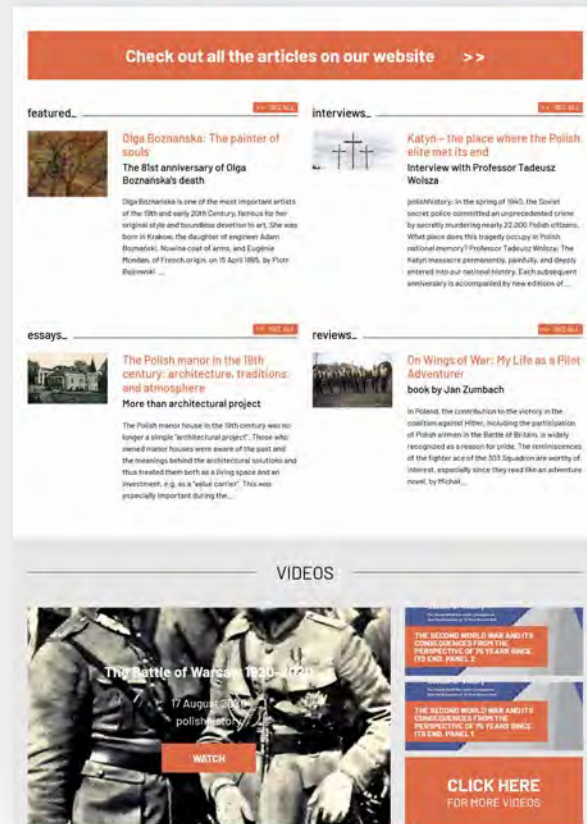 Check out all the articles on our website >>
featured_
>> SEE ALL
Olga Boznańska: The painter of
souls
The 81st anniversary of Olga
Boznańska's death
Olga Boznańska is one of the most important artists
of the 19th and early 20th Century, famous for her
original style and boundless devotion to art. She was
born in Krakow, the daughter of engineer Adam
Boznański, Nowina coat of arms, and Eugénie
Mondan, of French origin, on 15 April 1865. by Piotr
interviews_
>> SEE ALL
Katyn – the place where the Polish
elite met its end
Interview with Professor Tadeusz
Wolsza
polishhistory: In the spring of 1940, the Soviet
secret police committed an unprecedented crime
by secretly murdering nearly 22,000 Polish citizens.
What place does this tragedy occupy in Polish
national memory? Professor Tadeusz Wolsza: The
Katyn massacre permanently, painfully, and deeply
entered into our national history. Each subsequent
anniversary is accompanied by new editions of...
essays_
>> SEE ALL
The Polish manor in the 19th
century: architecture, traditions
and atmosphere
More than architectural project
The Polish manor house in the 19th century was no
longer a simple "architectural project". Those who
owned manor houses were aware of the past and
the meanings behind the architectural solutions and
thus treated them both as a living space and an
investment, e.g. as a "value carrier". This was
especially important during the...
reviews_
>> SEE ALL
On Wings of War: My Life as a Pilot
Adventurer
book by Jan Zumbach
In Poland, the contribution to the victory in the
coalition against Hitler, including the participation
of Polish airmen in the Battle of Britain, is widely
recognized as a reason for pride. The reminiscences
of the fighter ace of the 303 Squadron are worthy of
interest, especially since they read like an adventure
novel. by Michał...
VIDEOS
The Battle of Warsaw 1920-2020
17 August 2020
polishhistory
WATCH
THE SECOND WORLD WAR AND ITS
CONSEQUENCES FROM THE
PERSPECTIVE OF 75 YEARS SINCE
ITS END. PANEL 2
THE SECOND WORLD WAR AND ITS
CONSEQUENCES FROM THE
PERSPECTIVE OF 75 YEARS SINCE
ITS END. PANEL 1
CLICK HERE
FOR MORE VIDEOS